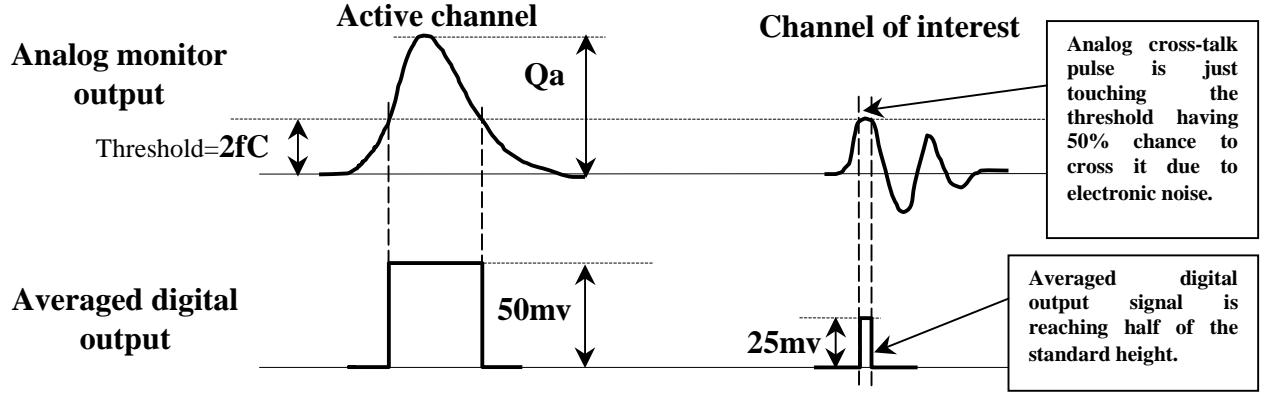 Active channel
Channel of interest
Analog monitor
output
Qa
Threshold=2fC
Analog cross-talk
pulse is just
touching the
threshold having
50% chance to
cross it due to
electronic noise.
Averaged digital
output
50mv
25mv
Averaged digital
output signal is
reaching half of the
standard height.